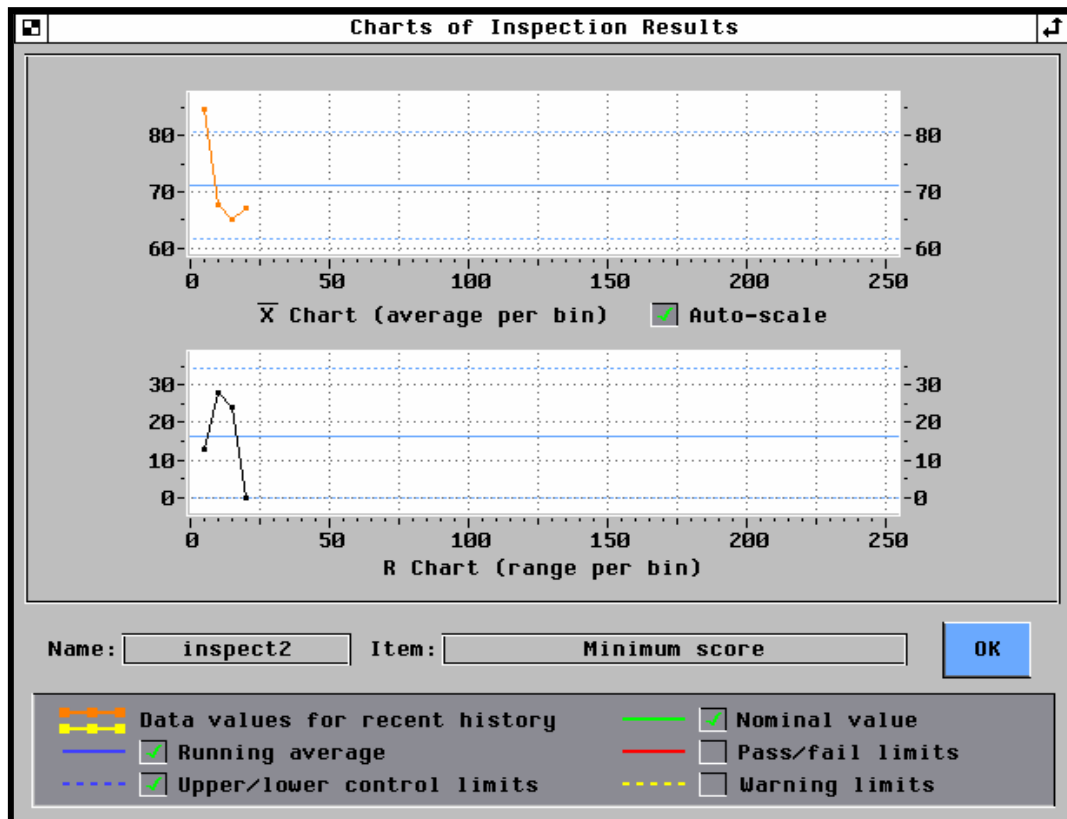 Charts of Inspection Results
80 80
70 70
60 60
0 50 100 150 200 250
X Chart (average per bin) Auto-scale
30 30
20 20
10 10
0 0
0 50 100 150 200 250
R Chart (range per bin)
Name: inspect2 Item: Minimum score OK
Data values for recent history Nominal value
Running average Pass/fail limits
Upper/lower control limits Warning limits